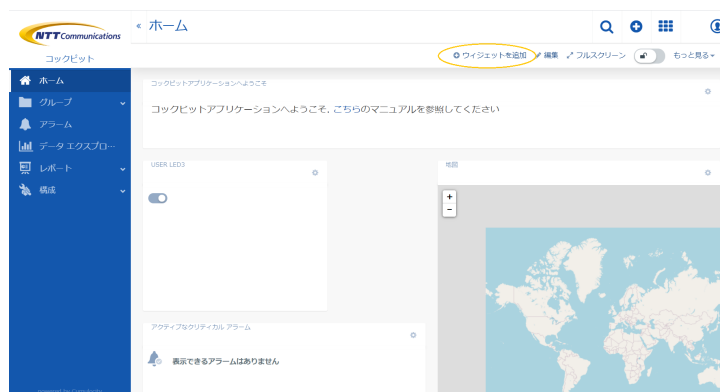 NTT Communications
« ホーム
コックピット
ウィジェットを追加
編集
フルスクリーン
もっと見る
ホーム
グループ
アラーム
データ エクスプロ…
レポート
構成
powered by Cumulocity
コックピットアプリケーションへようこそ
コックピットアプリケーションへようこそ, こちらのマニュアルを参照してください
USER LED3
地図
+
−
アクティブなクリティカル アラーム
表示できるアラームはありません